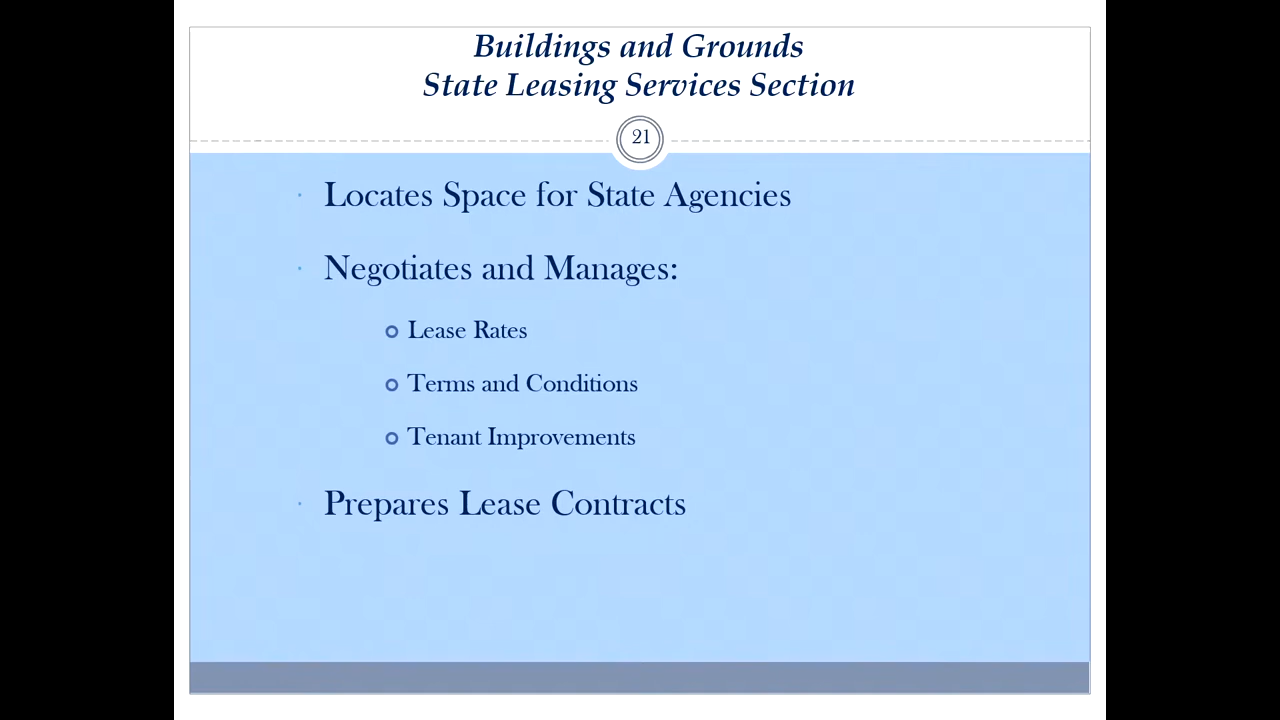 Buildings and Grounds
State Leasing Services Section
21
Locates Space for State Agencies
Negotiates and Manages:
Lease Rates
Terms and Conditions
Tenant Improvements
Prepares Lease Contracts